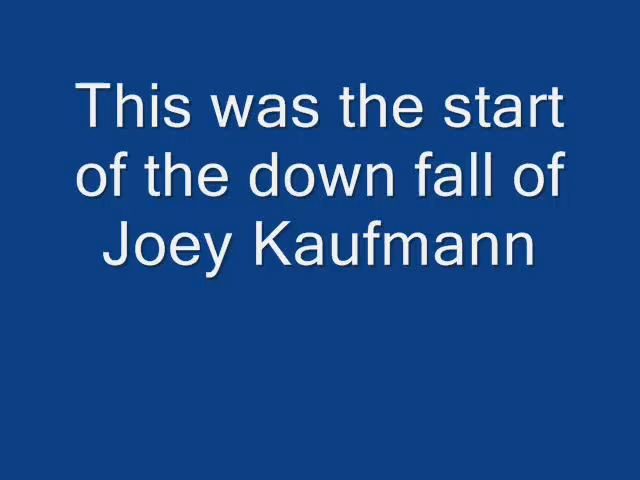 This was the start
of the down fall of
Joey Kaufmann